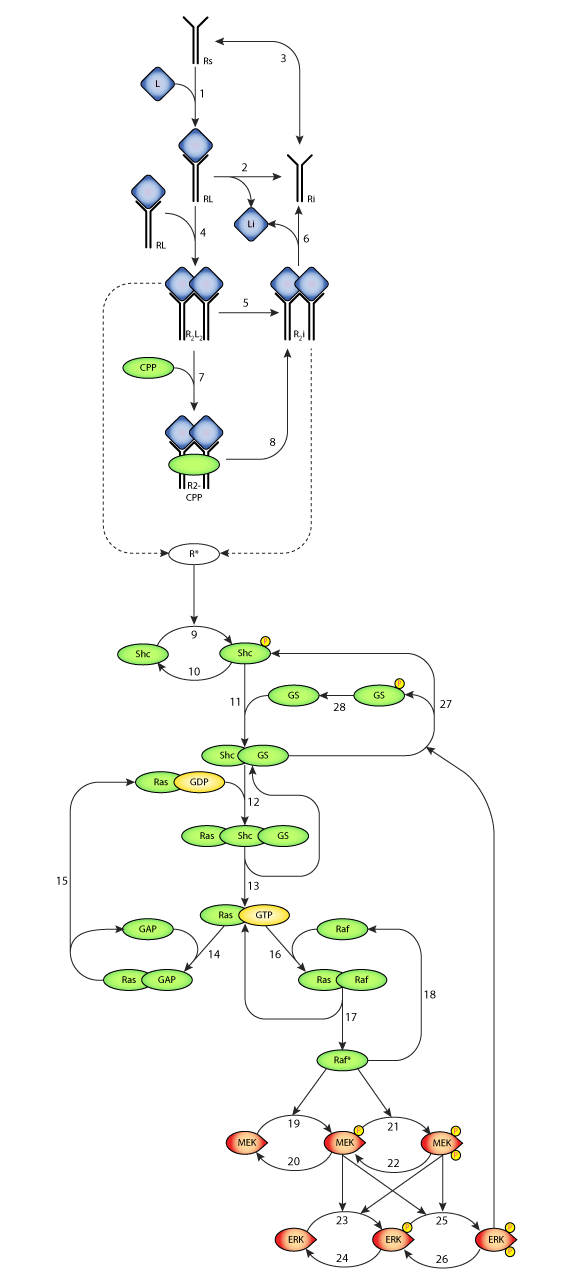 Rs
3
L
1
2
RL
Ri
Li
RL
4
6
5
R2L2
R2i
CPP
7
8
R2-
CPP
R*
9
P
Shc
Shc
10
P
11
GS
GS
28
27
Shc
GS
Ras
GDP
12
Ras
Shc
GS
15
13
Ras
GTP
GAP
Raf
14
16
Ras
GAP
Ras
Raf
18
17
Raf*
19
21
P
P
MEK
MEK
MEK
P
20
22
23
25
P
P
ERK
ERK
ERK
P
24
26